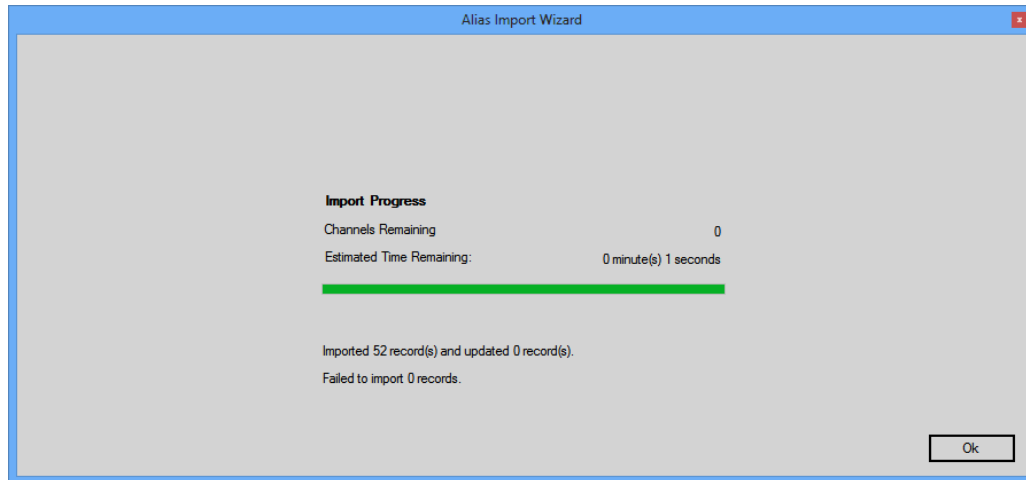 Alias Import Wizard
x
Import Progress
Channels Remaining 0
Estimated Time Remaining: 0 minute(s) 1 seconds
Imported 52 record(s) and updated 0 record(s).
Failed to import 0 records.
Ok